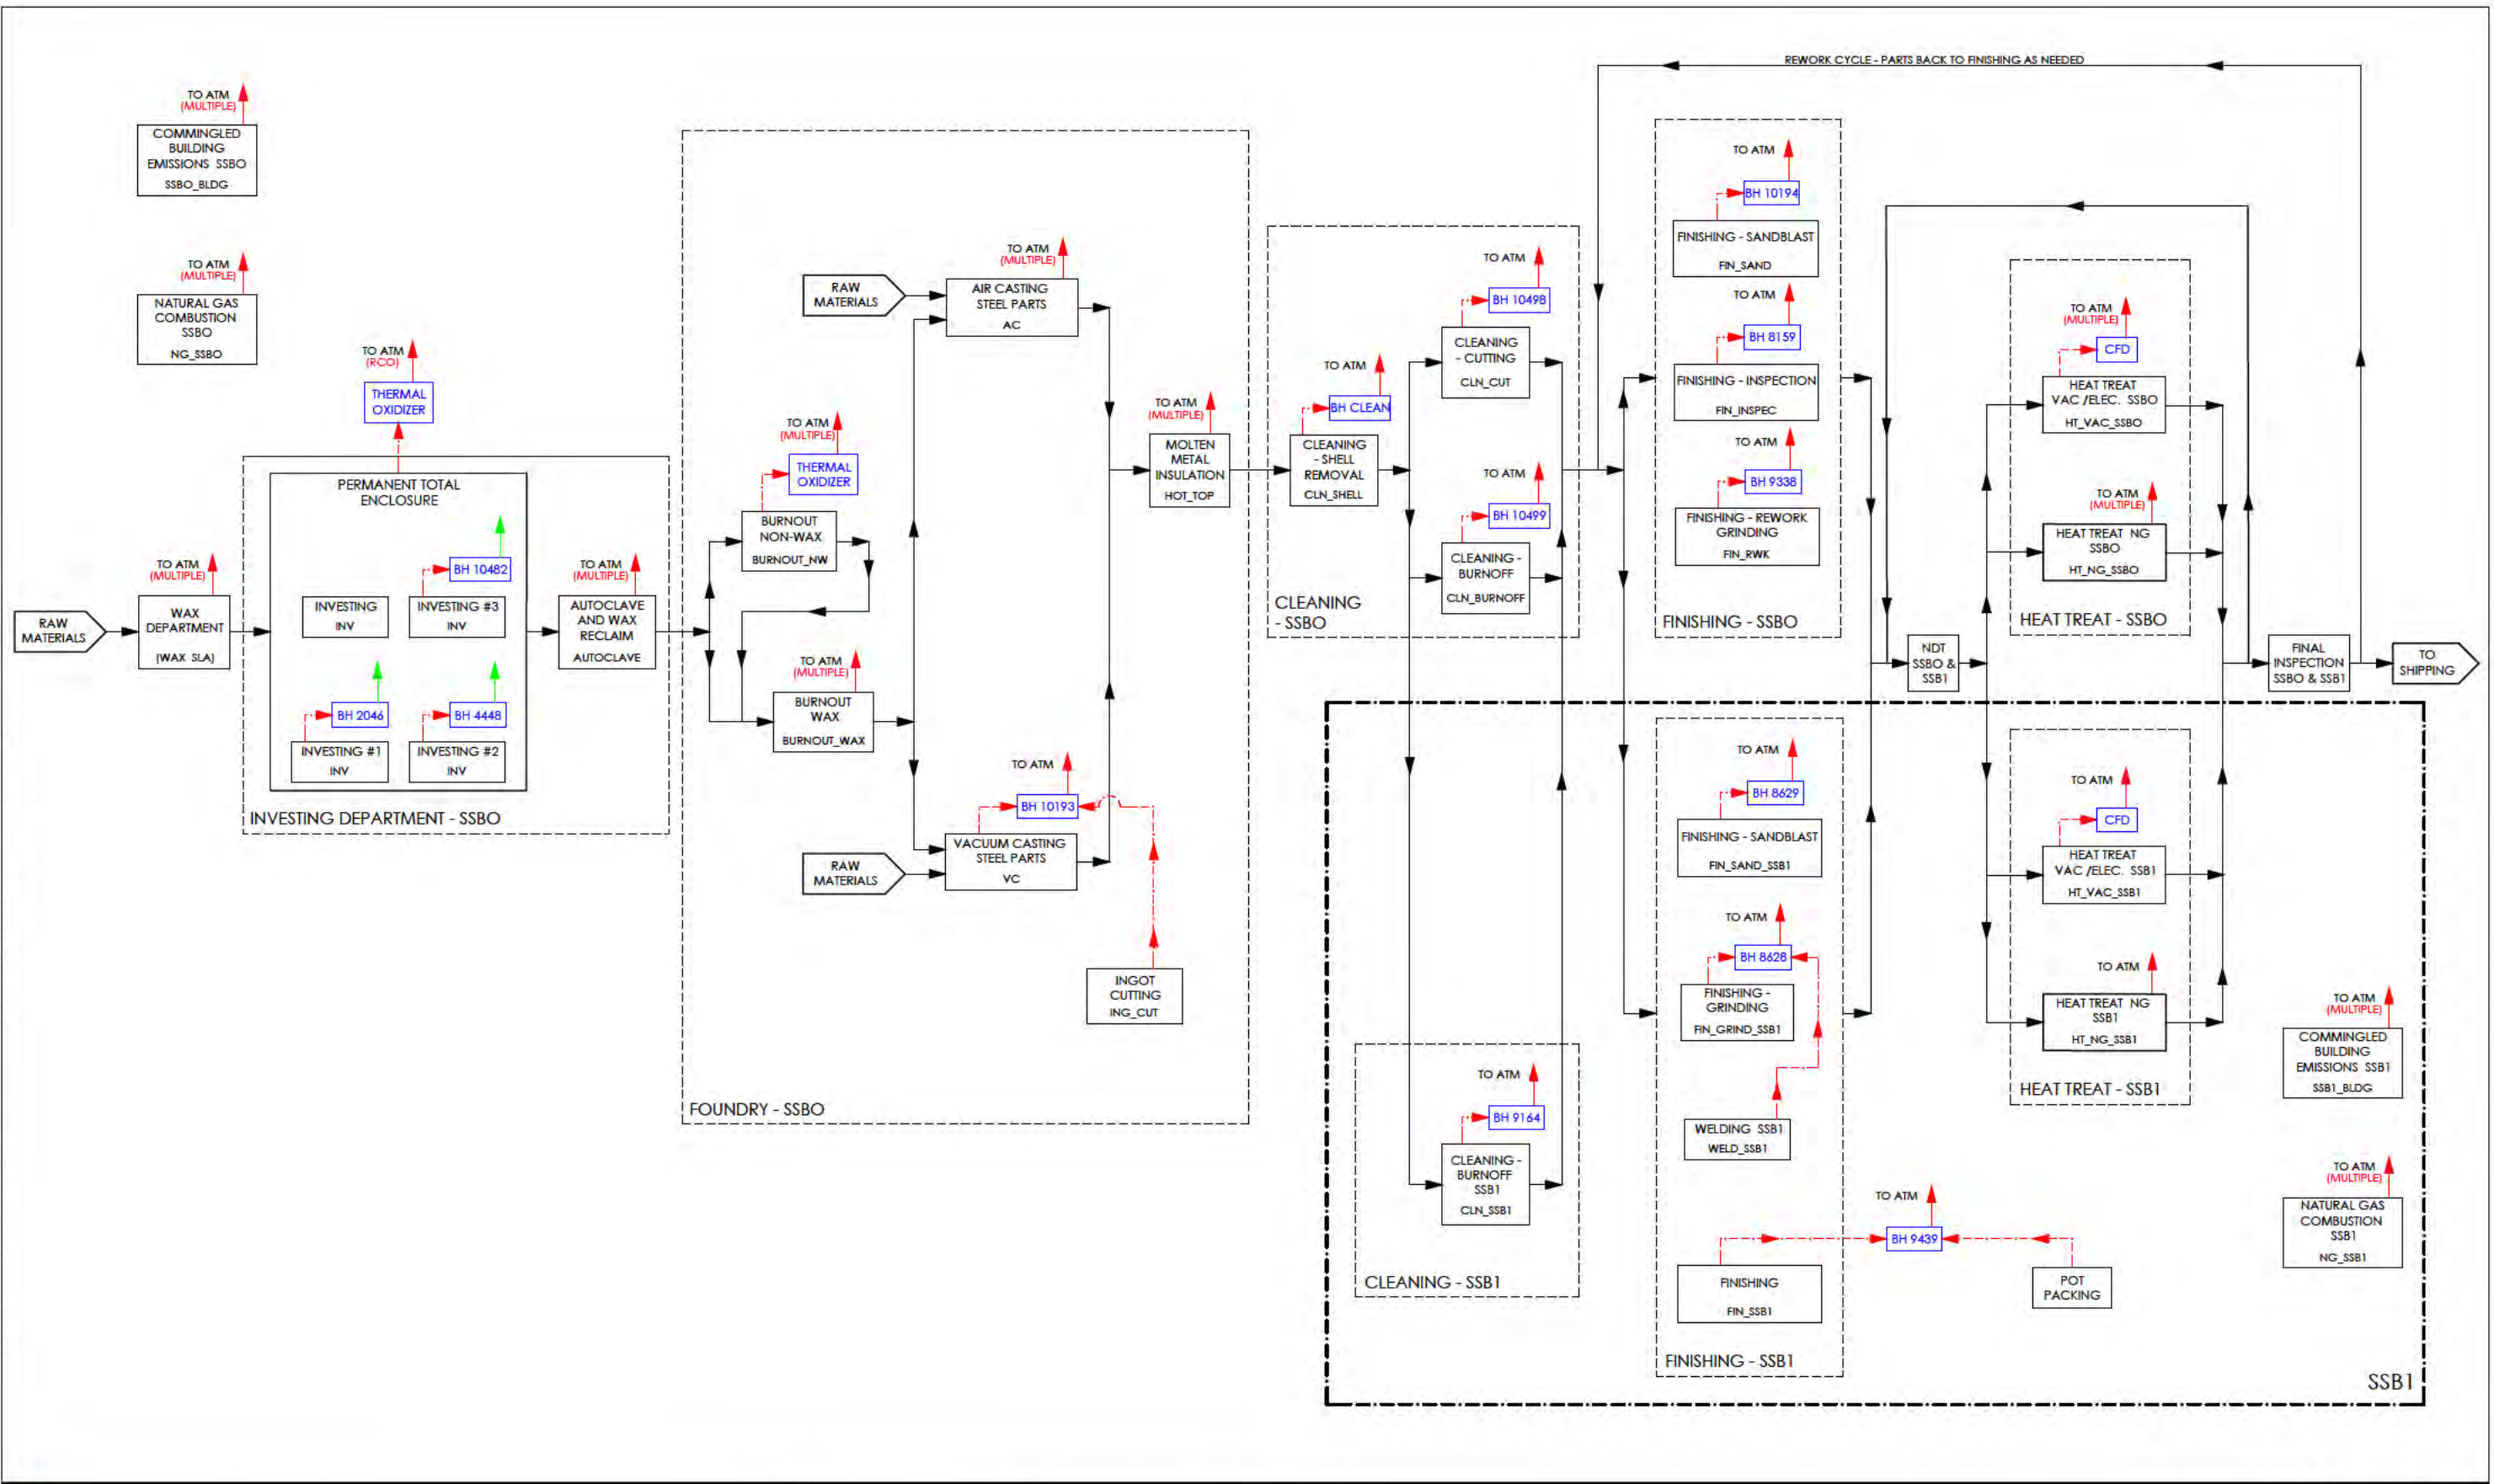 REWORK CYCLE - PARTS BACK TO FINISHING AS NEEDED
TO ATM
(MULTIPLE)
COMMINGLED
BUILDING
EMISSIONS SSBO
SSBO_BLDG
TO ATM
(MULTIPLE)
NATURAL GAS
COMBUSTION
SSBO
NG_SSBO
TO ATM
(RCO)
THERMAL
OXIDIZER
RAW
MATERIALS
TO ATM
(MULTIPLE)
WAX
DEPARTMENT
(WAX SLA)
PERMANENT TOTAL
ENCLOSURE
INVESTING
INV
BH 10482
INVESTING #3
INV
BH 2046
INVESTING #1
INV
BH 4448
INVESTING #2
INV
TO ATM
(MULTIPLE)
AUTOCLAVE
AND WAX
RECLAIM
AUTOCLAVE
INVESTING DEPARTMENT - SSBO
TO ATM
(MULTIPLE)
THERMAL
OXIDIZER
BURNOUT
NON-WAX
BURNOUT_NW
TO ATM
(MULTIPLE)
BURNOUT
WAX
BURNOUT_WAX
RAW
MATERIALS
TO ATM
(MULTIPLE)
AIR CASTING
STEEL PARTS
AC
TO ATM
(MULTIPLE)
MOLTEN
METAL
INSULATION
HOT_TOP
TO ATM
BH 10193
RAW
MATERIALS
VACUUM CASTING
STEEL PARTS
VC
INGOT
CUTTING
ING_CUT
FOUNDRY - SSBO
TO ATM
BH CLEAN
CLEANING
- SHELL
REMOVAL
CLN_SHELL
TO ATM
BH 10498
CLEANING
- CUTTING
CLN_CUT
TO ATM
BH 10499
CLEANING -
BURNOFF
CLN_BURNOFF
CLEANING
- SSBO
TO ATM
BH 10194
FINISHING - SANDBLAST
FIN_SAND
TO ATM
BH 8159
FINISHING - INSPECTION
FIN_INSPEC
TO ATM
BH 9338
FINISHING - REWORK
GRINDING
FIN_RWK
FINISHING - SSBO
NDT
SSBO &
SSB1
TO ATM
(MULTIPLE)
CFD
HEAT TREAT
VAC /ELEC. SSBO
HT_VAC_SSBO
TO ATM
(MULTIPLE)
HEAT TREAT NG
SSBO
HT_NG_SSBO
HEAT TREAT - SSBO
FINAL
INSPECTION
SSBO & SSB1
TO
SHIPPING
TO ATM
BH 9164
CLEANING -
BURNOFF
SSB1
CLN_SSB1
CLEANING - SSB1
TO ATM
BH 8629
FINISHING - SANDBLAST
FIN_SAND_SSB1
TO ATM
BH 8628
FINISHING -
GRINDING
FIN_GRIND_SSB1
WELDING SSB1
WELD_SSB1
TO ATM
BH 9439
FINISHING
FIN_SSB1
POT
PACKING
FINISHING - SSB1
TO ATM
CFD
HEAT TREAT
VAC /ELEC. SSB1
HT_VAC_SSB1
TO ATM
HEAT TREAT NG
SSB1
HT_NG_SSB1
HEAT TREAT - SSB1
TO ATM
(MULTIPLE)
COMMINGLED
BUILDING
EMISSIONS SSB1
SSB1_BLDG
TO ATM
(MULTIPLE)
NATURAL GAS
COMBUSTION
SSB1
NG_SSB1
SSB1